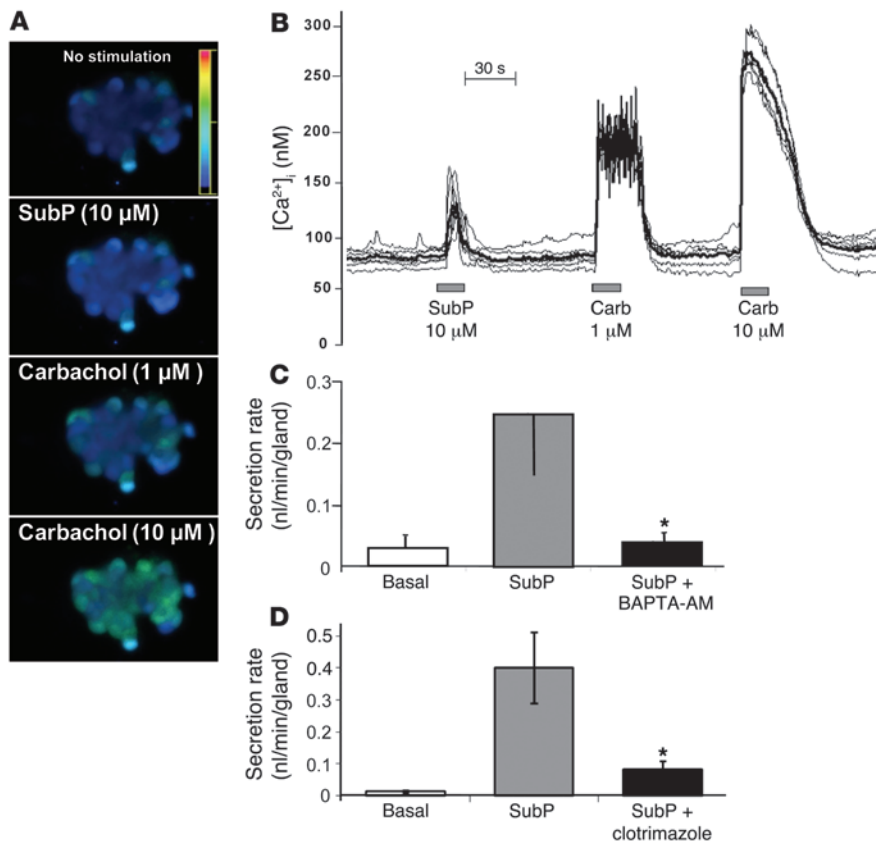 A
No stimulation
SubP (10 µM)
Carbachol (1 µM )
Carbachol (10 µM )
B
[Ca²⁺]ᵢ (nM)
300
250
200
150
100
50
0
30 s
SubP
10 µM
Carb
1 µM
Carb
10 µM
C
Secretion rate
(nl/min/gland)
0.3
0.2
0.1
0
*
Basal
SubP
SubP +
BAPTA-AM
D
Secretion rate
(nl/min/gland)
0.5
0.4
0.3
0.2
0.1
0
*
Basal
SubP
SubP +
clotrimazole